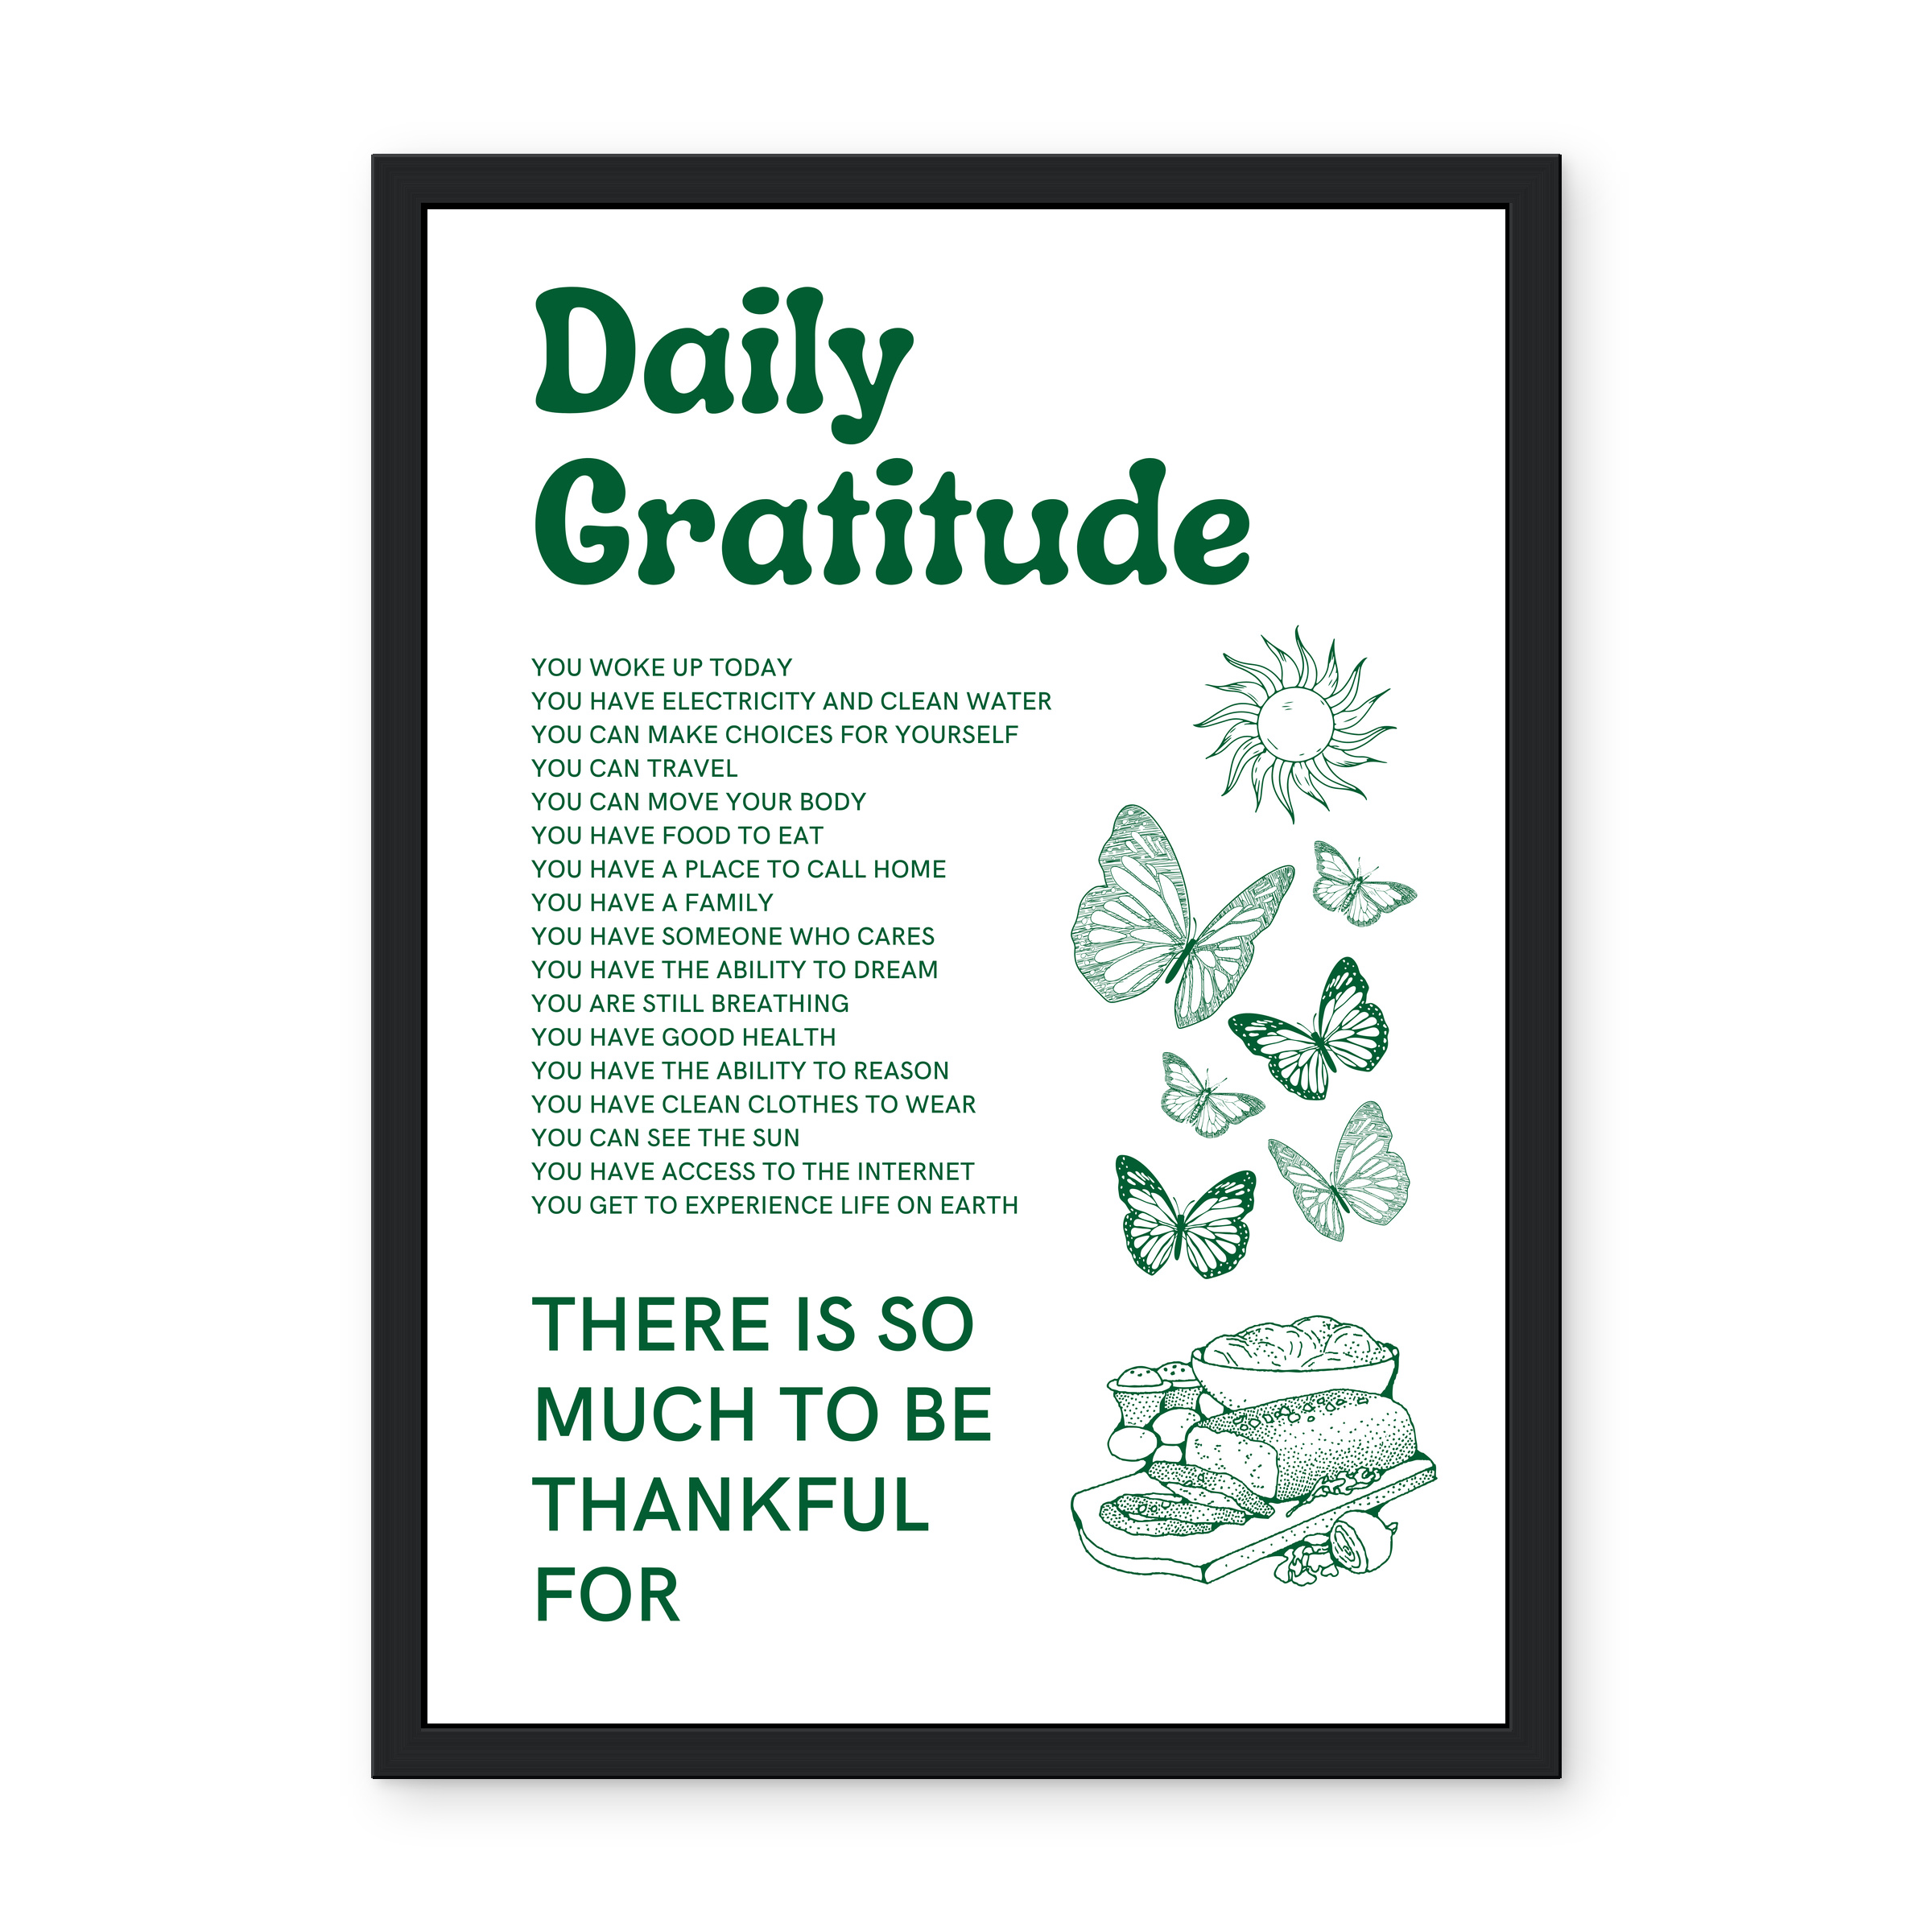 Daily
Gratitude
YOU WOKE UP TODAY
YOU HAVE ELECTRICITY AND CLEAN WATER
YOU CAN MAKE CHOICES FOR YOURSELF
YOU CAN TRAVEL
YOU CAN MOVE YOUR BODY
YOU HAVE FOOD TO EAT
YOU HAVE A PLACE TO CALL HOME
YOU HAVE A FAMILY
YOU HAVE SOMEONE WHO CARES
YOU HAVE THE ABILITY TO DREAM
YOU ARE STILL BREATHING
YOU HAVE GOOD HEALTH
YOU HAVE THE ABILITY TO REASON
YOU HAVE CLEAN CLOTHES TO WEAR
YOU CAN SEE THE SUN
YOU HAVE ACCESS TO THE INTERNET
YOU GET TO EXPERIENCE LIFE ON EARTH
THERE IS SO
MUCH TO BE
THANKFUL
FOR